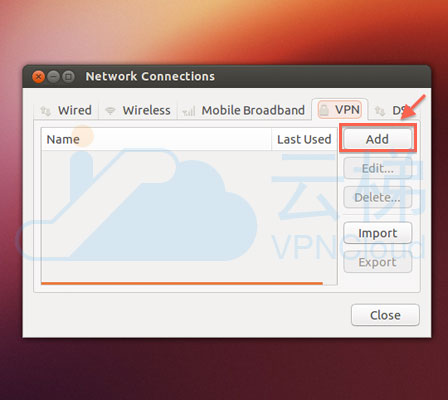 Network Connections
Wired
Wireless
Mobile Broadband
VPN
DS
Name
Last Used
Add
Edit...
Delete...
Import
Export
云梯
VPNCloud
Close